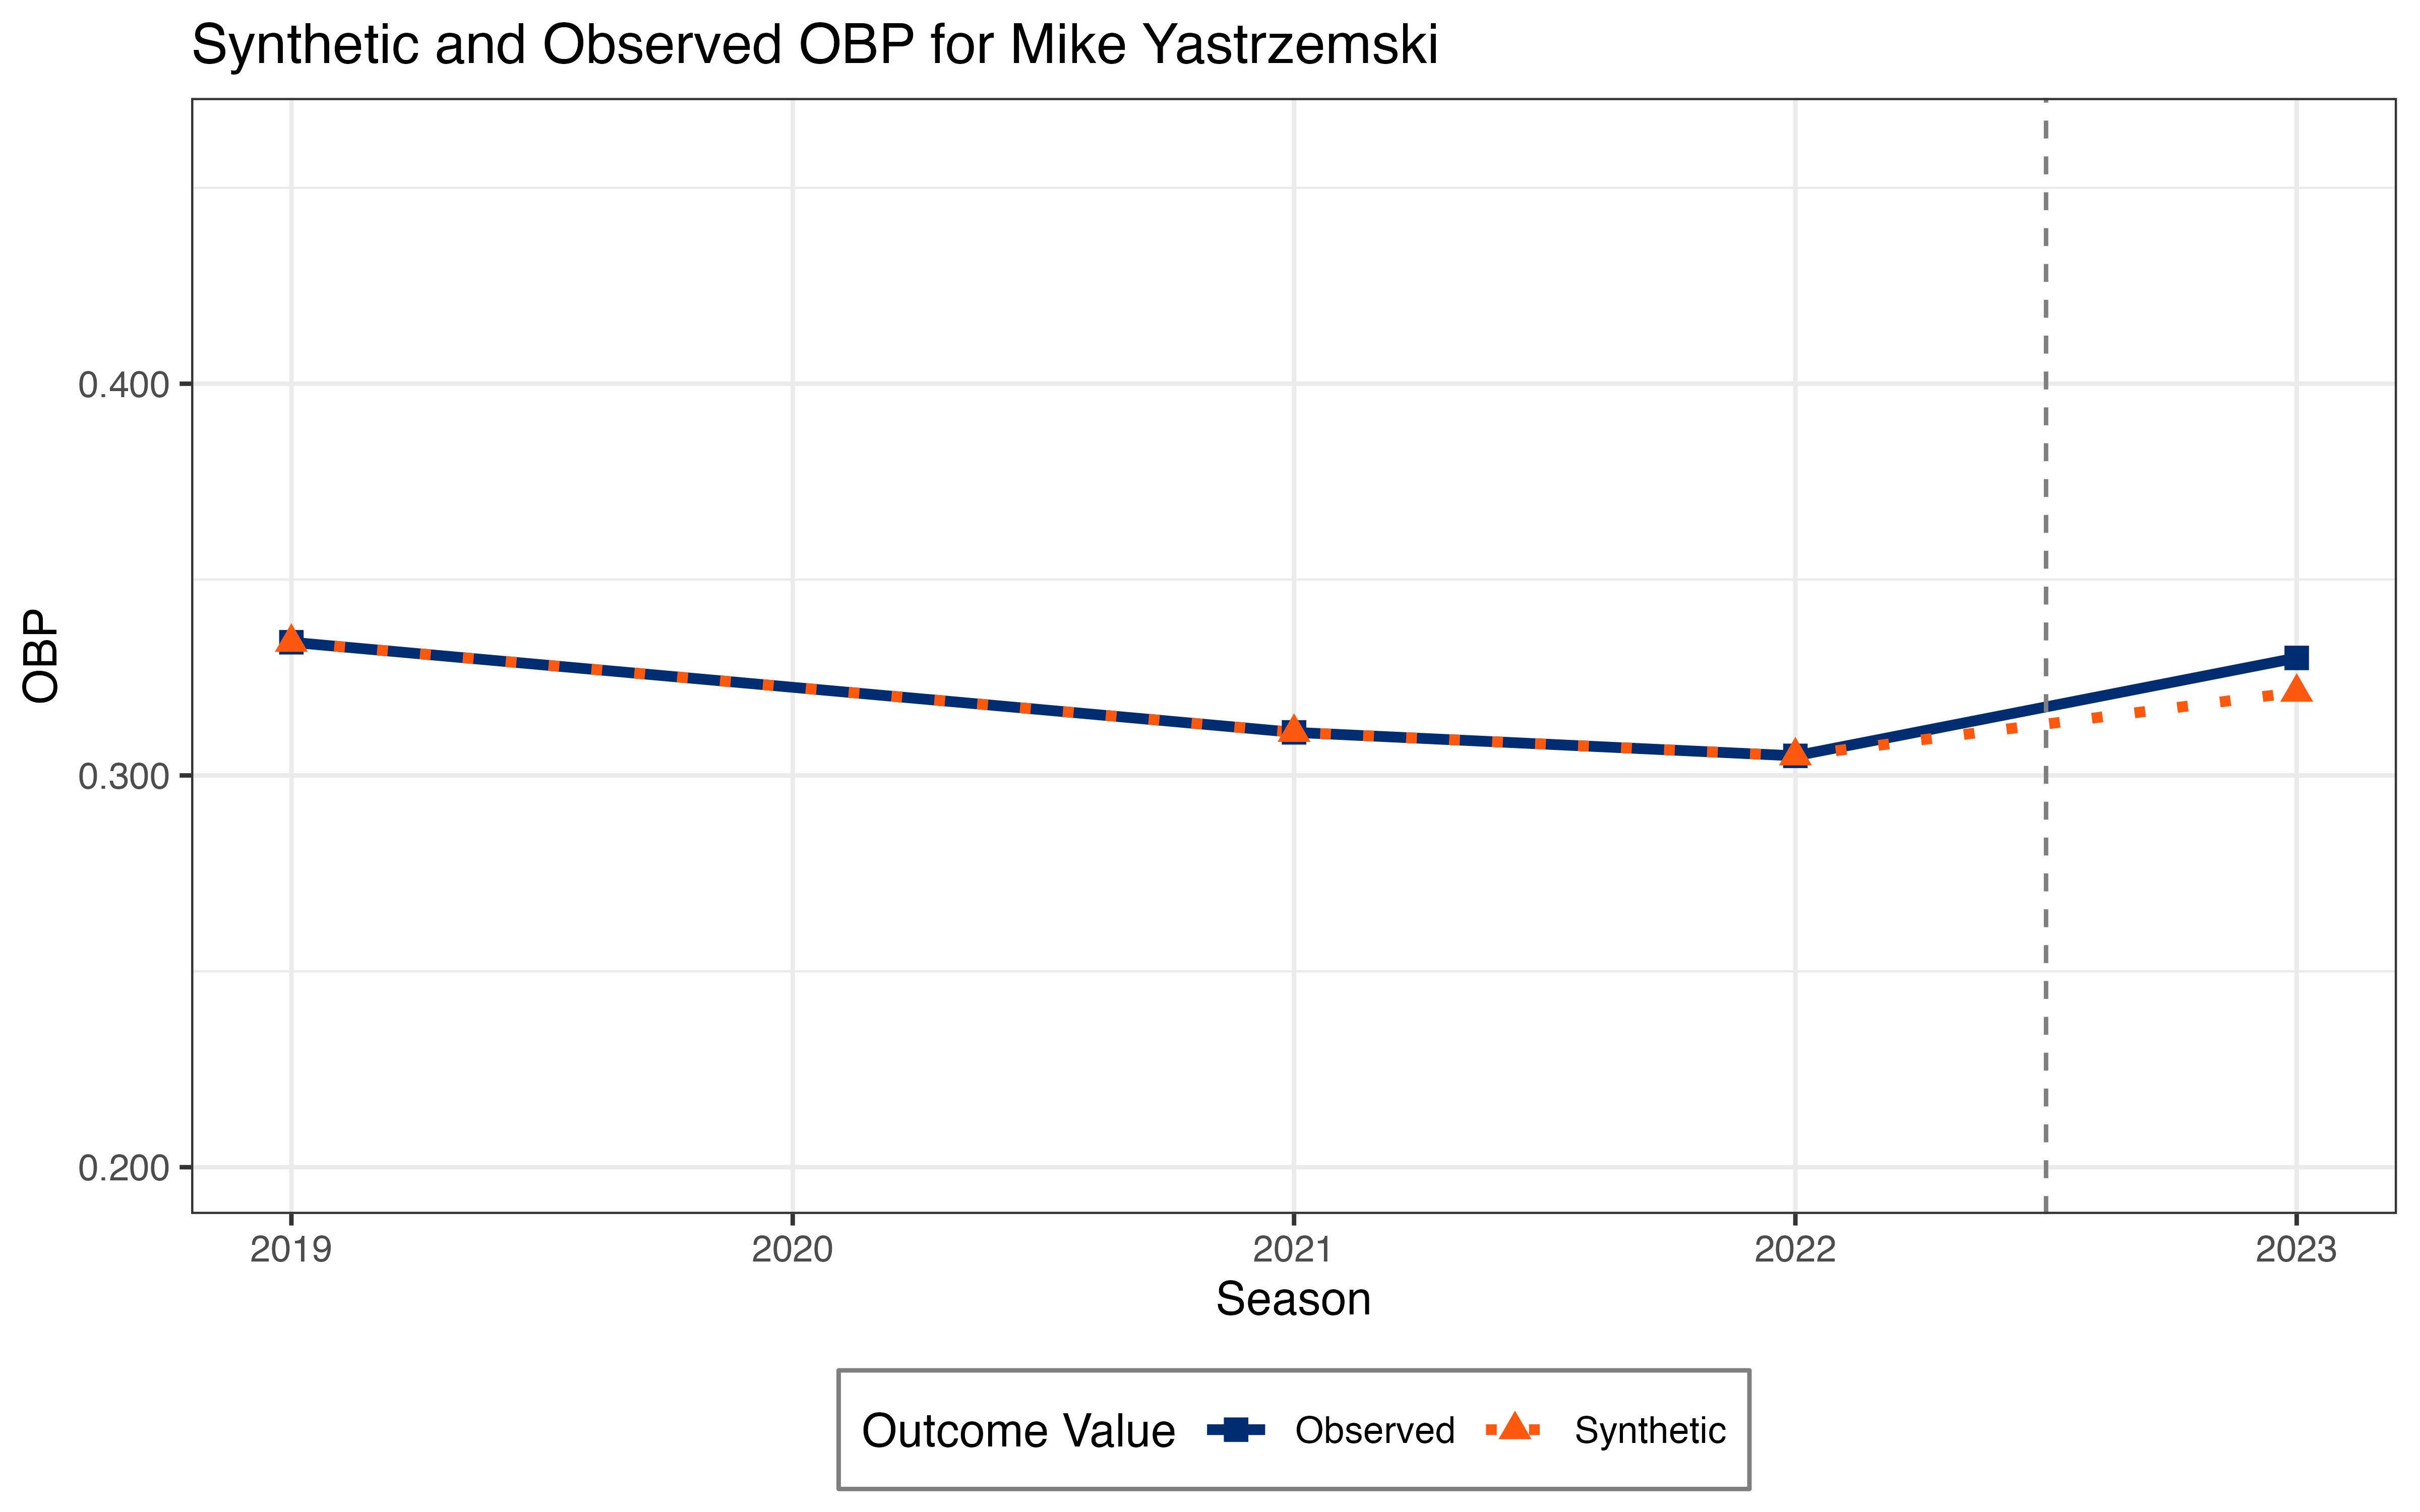 Synthetic and Observed OBP for Mike Yastrzemski
OBP
0.400
0.300
0.200
2019 2020 2021 2022 2023
Season
Outcome Value Observed Synthetic